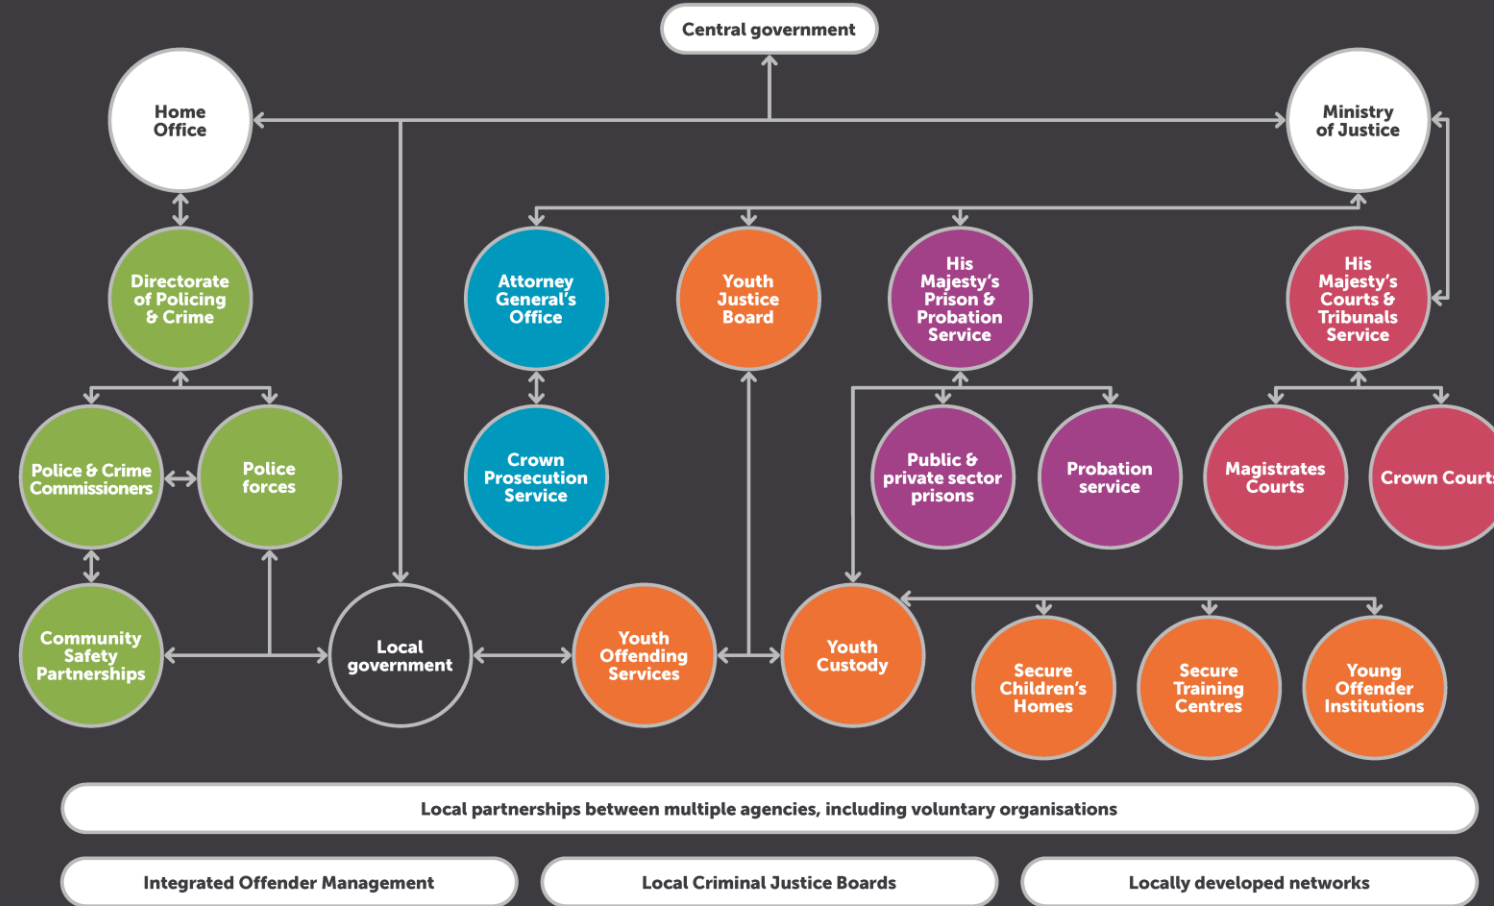 Central government
Home
Office
Ministry
of Justice
Directorate
of Policing
& Crime
Attorney
General's
Office
Youth
Justice
Board
His
Majesty's
Prison &
Probation
Service
His
Majesty's
Courts &
Tribunals
Service
Police & Crime
Commissioners
Police
forces
Crown
Prosecution
Service
Public &
private sector
prisons
Probation
service
Magistrates
Courts
Crown Courts
Community
Safety
Partnerships
Local
government
Youth
Offending
Services
Youth
Custody
Secure
Children's
Homes
Secure
Training
Centres
Young
Offender
Institutions
Local partnerships between multiple agencies, including voluntary organisations
Integrated Offender Management
Local Criminal Justice Boards
Locally developed networks